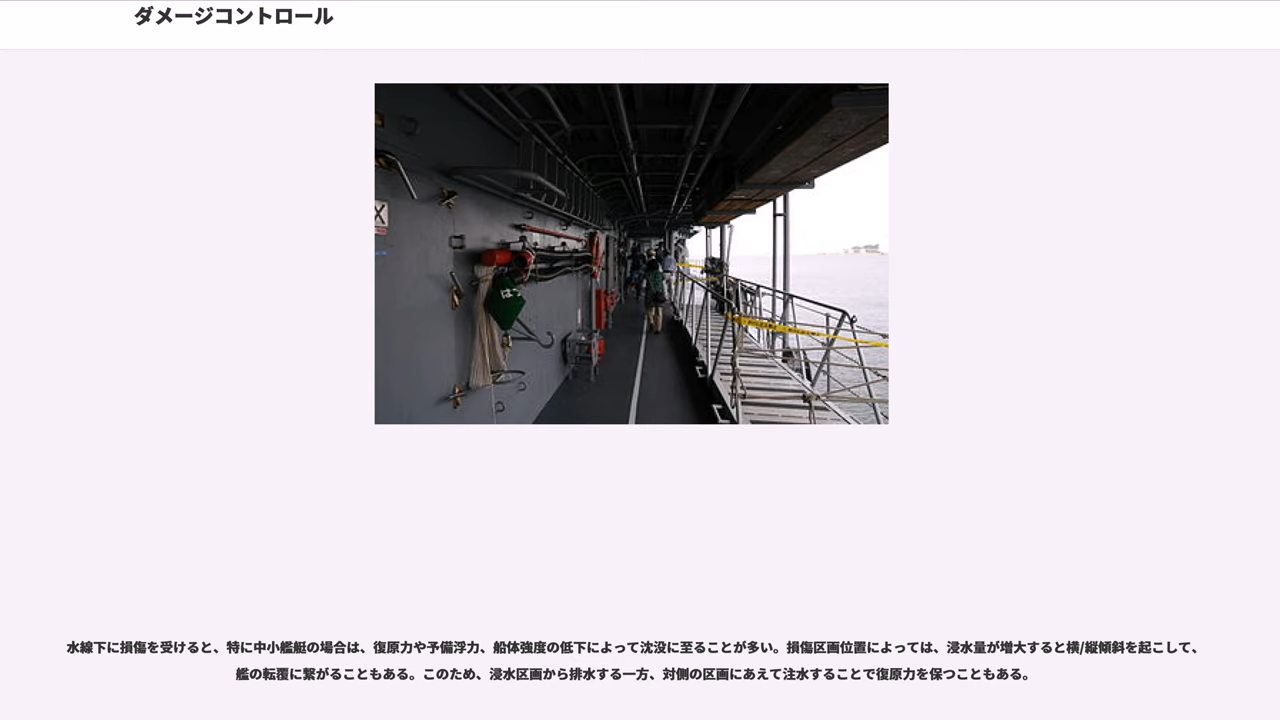 ダメージコントロール
X
はつ
水線下に損傷を受けると、特に中小艦艇の場合は、復原力や予備浮力、船体強度の低下によって沈没に至ることが多い。損傷区画位置によっては、浸水量が増大すると横/縦傾斜を起こして、
艦の転覆に繋がることもある。このため、浸水区画から排水する一方、対側の区画にあえて注水することで復原力を保つこともある。